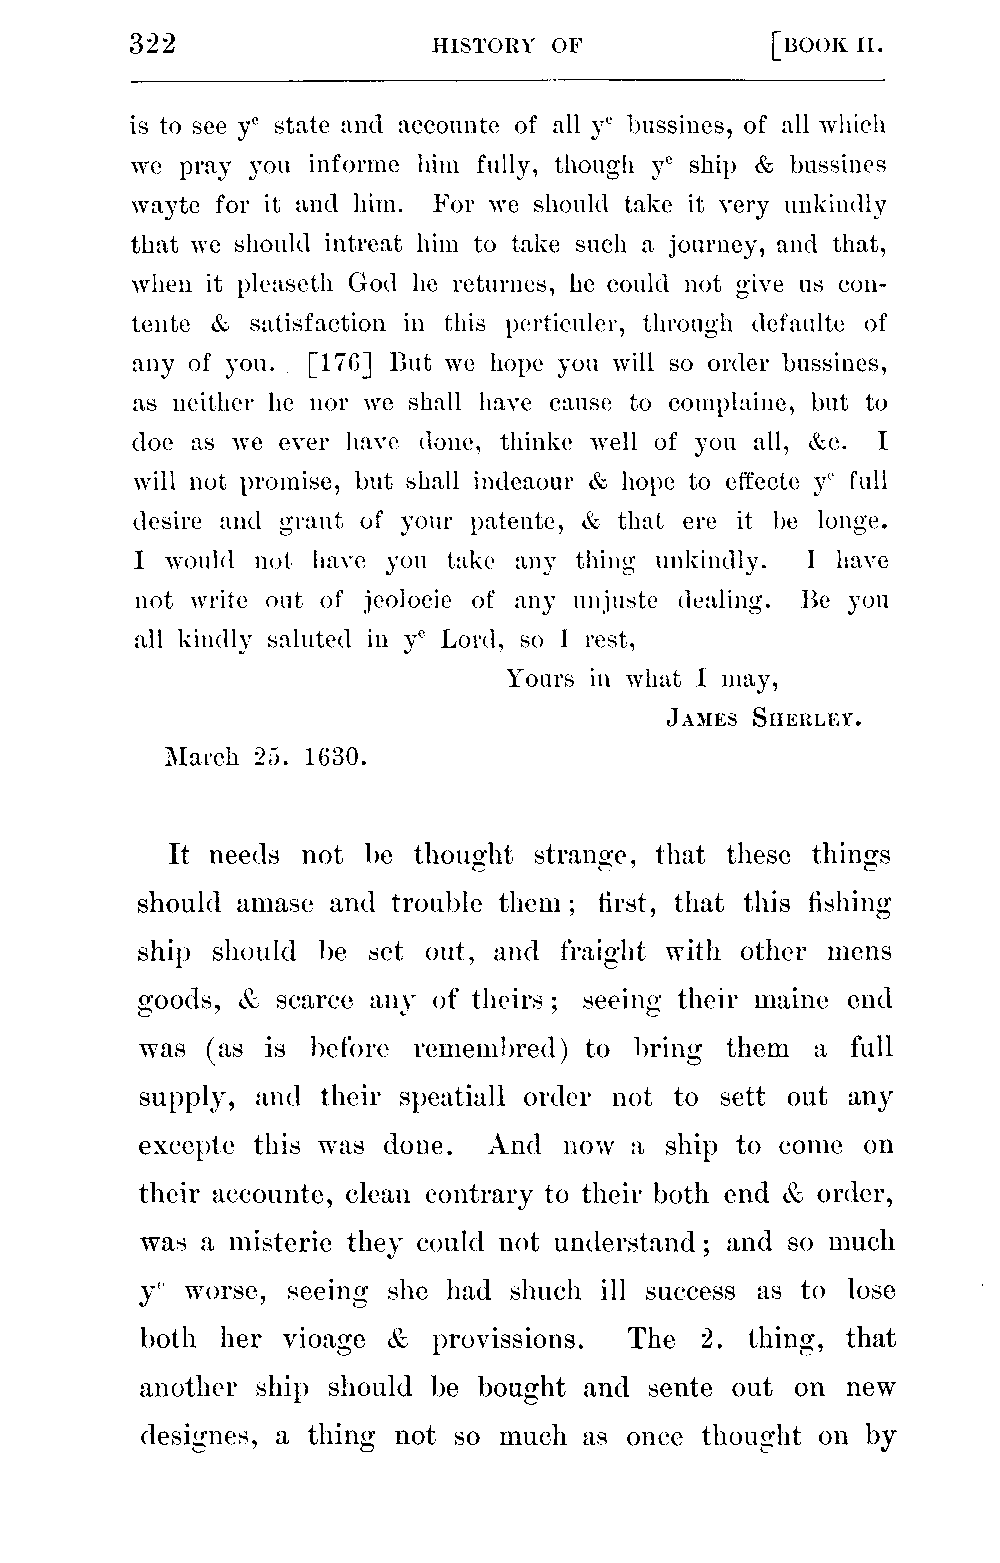 322 HISTORY OF [BOOK II.
is to see yᵉ state and accounte of all yᵉ bussines, of all which
we pray you informe him fully, though yᵉ ship & bussines
wayte for it and him. For we should take it very unkindly
that we should intreat him to take such a journey, and that,
when it pleaseth God he returnes, he could not give us con-
tente & satisfaction in this perticuler, through defaulte of
any of you. [176] But we hope you will so order bussines,
as neither he nor we shall have cause to complaine, but to
doe as we ever have done, thinke well of you all, &c. I
will not promise, but shall indeaour & hope to effecte yᵉ full
desire and grant of your patente, & that ere it be longe.
I would not have you take any thing unkindly. I have
not write out of jeolocie of any unjuste dealing. Be you
all kindly saluted in yᵉ Lord, so I rest,
Yours in what I may,
JAMES SHERLEY.
March 25. 1630.
It needs not be thought strange, that these things
should amase and trouble them; first, that this fishing
ship should be set out, and fraight with other mens
goods, & scarce any of theirs; seeing their maine end
was (as is before remembred) to bring them a full
supply, and their speatiall order not to sett out any
excepte this was done. And now a ship to come on
their accounte, clean contrary to their both end & order,
was a misterie they could not understand; and so much
yᵉ worse, seeing she had shuch ill success as to lose
both her vioage & provissions. The 2. thing, that
another ship should be bought and sente out on new
designes, a thing not so much as once thought on by